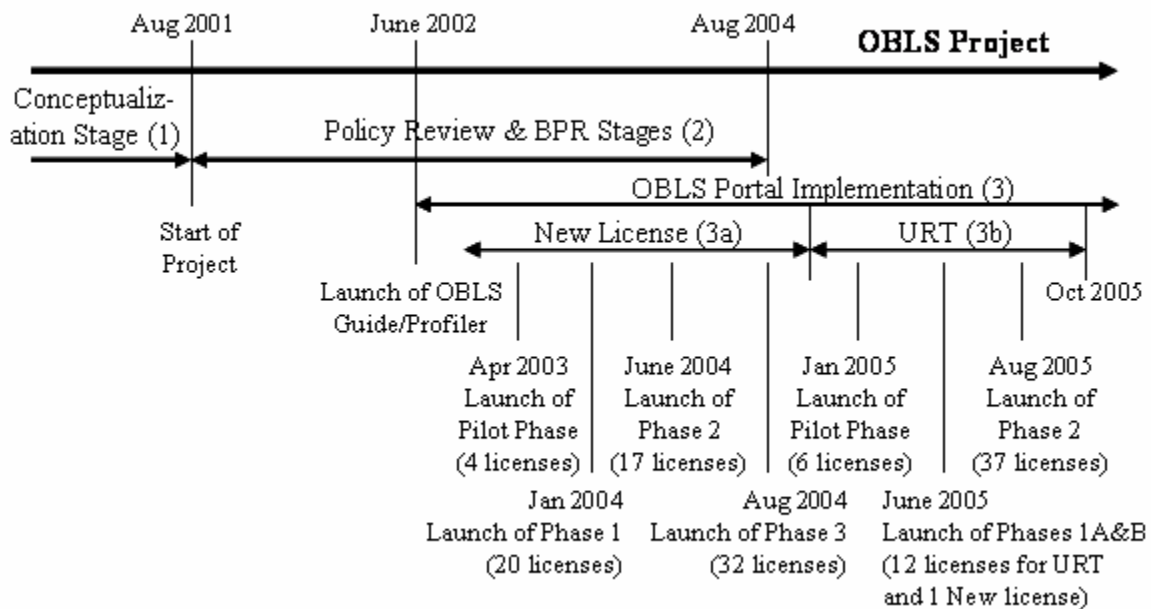 Aug 2001
June 2002
Aug 2004
OBLS Project
Conceptualiz-
ation Stage (1)
Policy Review & BPR Stages (2)
OBLS Portal Implementation (3)
New License (3a)
URT (3b)
Start of
Project
Launch of OBLS
Guide/Profiler
Oct 2005
Apr 2003
Launch of
Pilot Phase
(4 licenses)
June 2004
Launch of
Phase 2
(17 licenses)
Jan 2005
Launch of
Pilot Phase
(6 licenses)
Aug 2005
Launch of
Phase 2
(37 licenses)
Jan 2004
Launch of Phase 1
(20 licenses)
Aug 2004
Launch of Phase 3
(32 licenses)
June 2005
Launch of Phases 1A&B
(12 licenses for URT
and 1 New license)